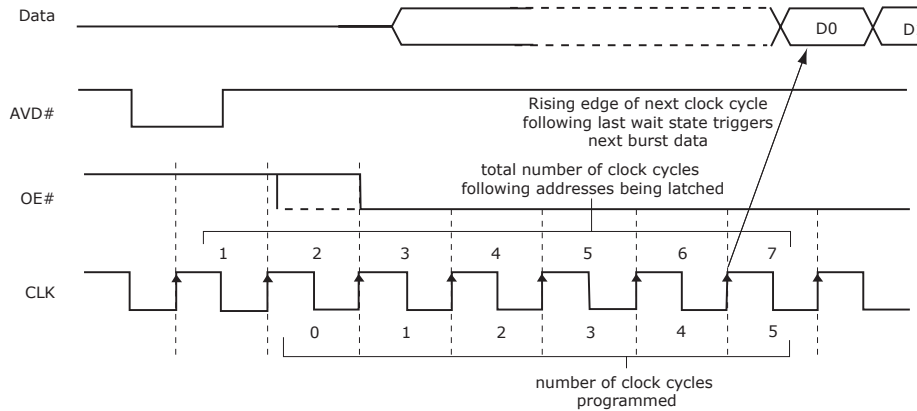 Data
D0
D
AVD#
Rising edge of next clock cycle
following last wait state triggers
next burst data
total number of clock cycles
following addresses being latched
OE#
1 2 3 4 5 6 7
CLK
0 1 2 3 4 5
number of clock cycles
programmed